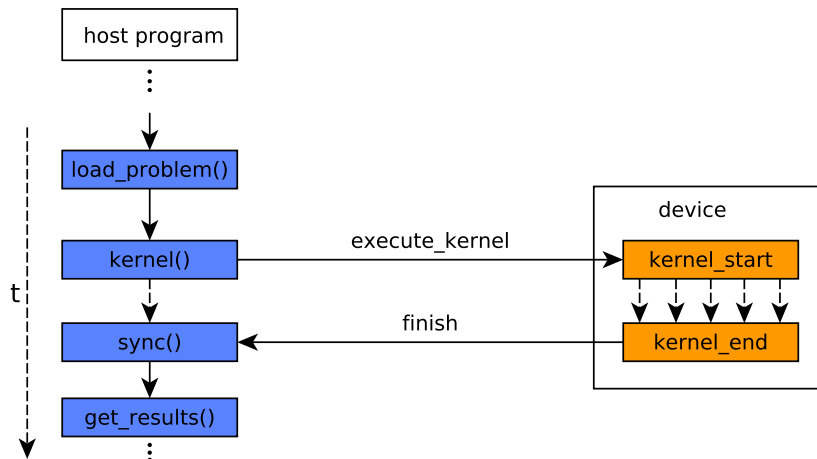 host program
load_problem()
device
execute_kernel
kernel()
kernel_start
t
finish
sync()
kernel_end
get_results()